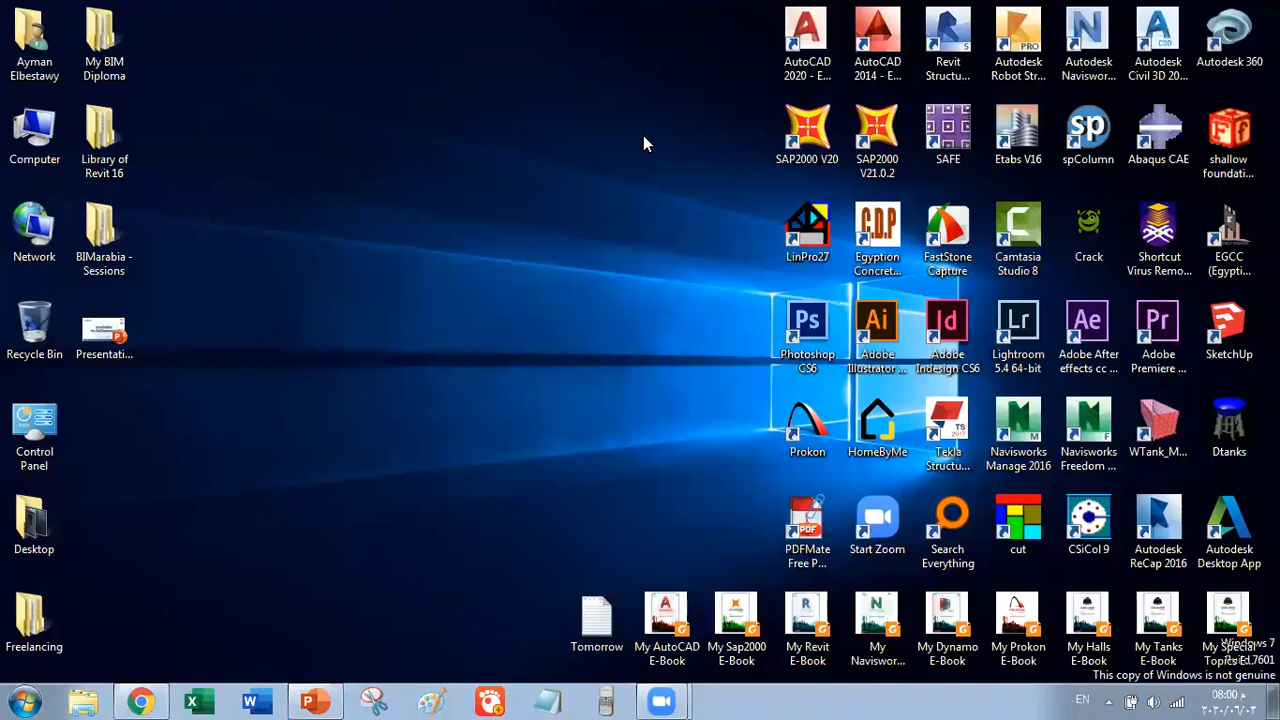 Ayman
Elbestawy
My BIM
Diploma
AutoCAD
2020 - E...
AutoCAD
2014 - E...
Revit
Structu...
Autodesk
Robot Str...
Autodesk
Naviswor...
Autodesk
Civil 3D 20...
Autodesk 360
Computer
Library of
Revit 16
SAP2000 V20
SAP2000
V21.0.2
SAFE
Etabs V16
spColumn
Abaqus CAE
shallow
foundati...
Network
BIMarabia -
Sessions
LinPro27
Egyption
Concret...
FastStone
Capture
Camtasia
Studio 8
Crack
Shortcut
Virus Remo...
EGCC
(Egypti...
Recycle Bin
Presentati...
Photoshop
CS6
Adobe
Illustrator ...
Adobe
Indesign CS6
Lightroom
5.4 64-bit
Adobe After
effects cc ...
Adobe
Premiere ...
SketchUp
Control
Panel
Prokon
HomeByMe
Tekla
Structu...
Navisworks
Manage 2016
Navisworks
Freedom ...
WTank_M...
Dtanks
Desktop
PDFMate
Free P...
Start Zoom
Search
Everything
cut
CSiCol 9
Autodesk
ReCap 2016
Autodesk
Desktop App
Freelancing
Tomorrow
My AutoCAD
E-Book
My Sap2000
E-Book
My Revit
E-Book
My
Naviswor...
My Dynamo
E-Book
My Prokon
E-Book
My Halls
E-Book
My Tanks
E-Book
My Special
Topics E...
Windows 7
7601
This copy of Windows is not genuine
EN
08:00 م
٢٠٢٠/٠٦/٠٣